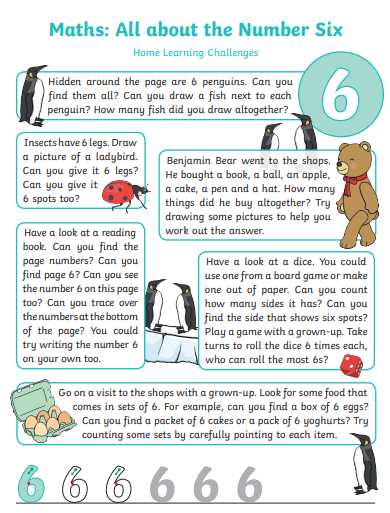 Maths: All about the Number Six
Home Learning Challenges
Hidden around the page are 6 penguins. Can you
find them all? Can you draw a fish next to each
penguin? How many fish did you draw altogether?
6
Insects have 6 legs. Draw
a picture of a ladybird.
Can you give it 6 legs?
Can you give it
6 spots too?
Benjamin Bear went to the shops.
He bought a book, a ball, an apple,
a cake, a pen and a hat. How many
things did he buy altogether? Try
drawing some pictures to help you
work out the answer.
Have a look at a reading
book. Can you find the
page numbers? Can you
find page 6? Can you see
the number 6 on this page
too? Can you trace over
the numbers at the bottom
of the page? You could
try writing the number 6
on your own too.
Have a look at a dice. You could
use one from a board game or make
one out of paper. Can you count
how many sides it has? Can you
find the side that shows six spots?
Play a game with a grown-up. Take
turns to roll the dice 6 times each,
who can roll the most 6s?
Go on a visit to the shops with a grown-up. Look for some food that
comes in sets of 6. For example, can you find a box of 6 eggs?
Can you find a packet of 6 cakes or a pack of 6 yoghurts? Try
counting some sets by carefully pointing to each item.
6 6 6 6 6 6